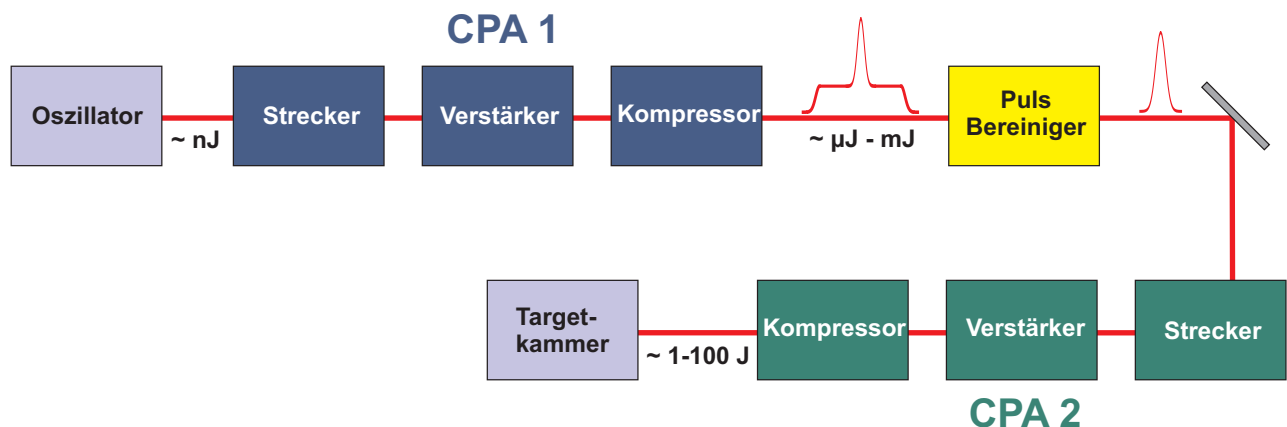 CPA 1
Oszillator
~ nJ
Strecker
Verstärker
Kompressor
~ µJ - mJ
Puls
Bereiniger
Target-
kammer
~ 1-100 J
Kompressor
Verstärker
Strecker
CPA 2